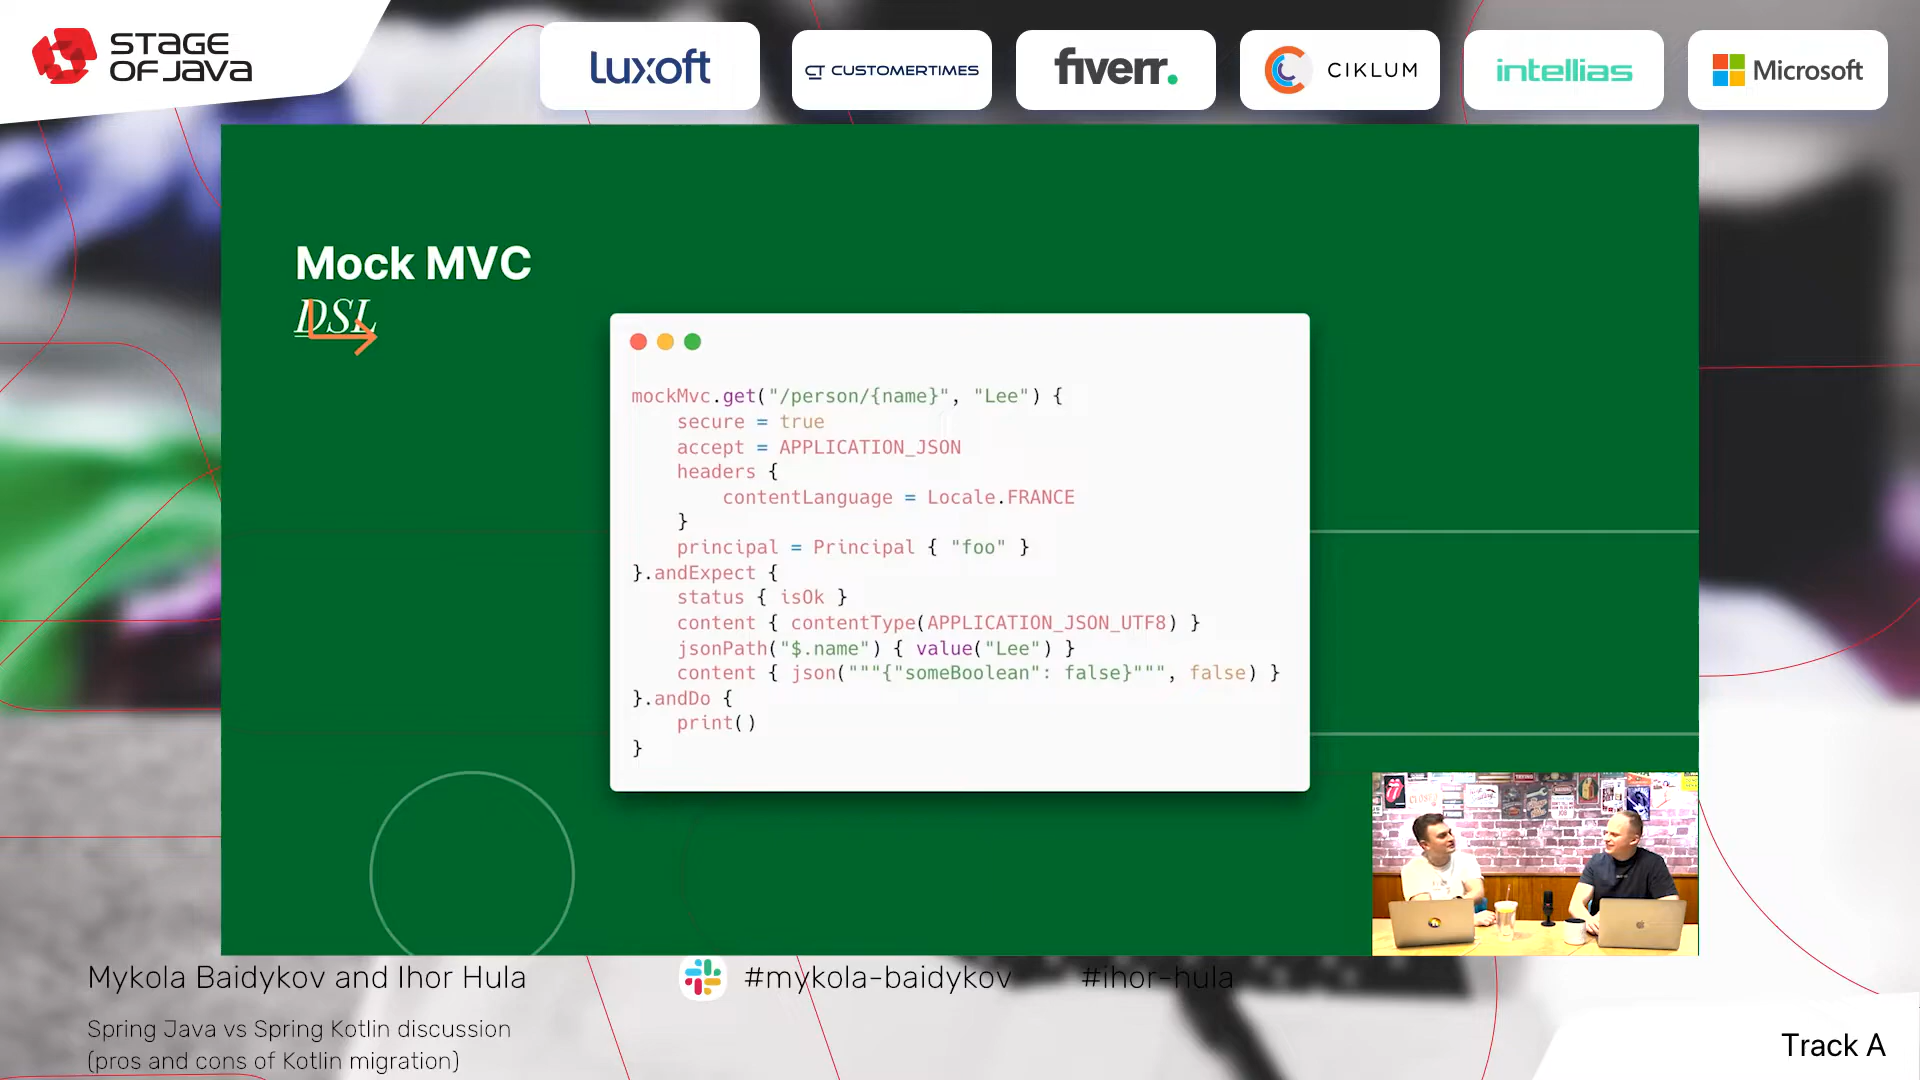 STAGE
OF JAVA
luxoft
CT CUSTOMERTIMES
fiverr.
CIKLUM
intellias
Microsoft
Mock MVC
DSL
mockMvc.get("/person/{name}", "Lee") {
    secure = true
    accept = APPLICATION_JSON
    headers {
        contentLanguage = Locale.FRANCE
    }
    principal = Principal { "foo" }
}.andExpect {
    status { isOk }
    content { contentType(APPLICATION_JSON_UTF8) }
    jsonPath("$.name") { value("Lee") }
    content { json("""{"someBoolean": false}""", false) }
}.andDo {
    print()
}
Mykola Baidykov and Ihor Hula
#mykola-baidykov
#ihor-hula
Spring Java vs Spring Kotlin discussion
(pros and cons of Kotlin migration)
Track A